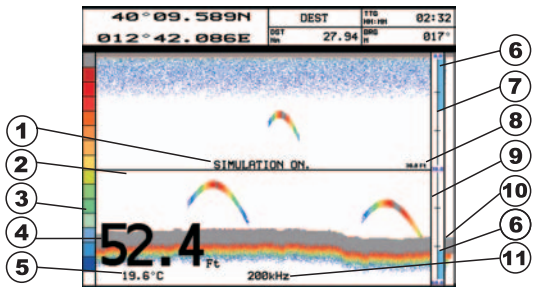 40°09.589N DEST TTG HH:MM 02:32
012°42.086E DST Nm 27.94 BRG M 017°
6
7
1 SIMULATION ON. 8
2 9
3 10
4 52.4 Ft 6
5 19.6°C 200kHz 11